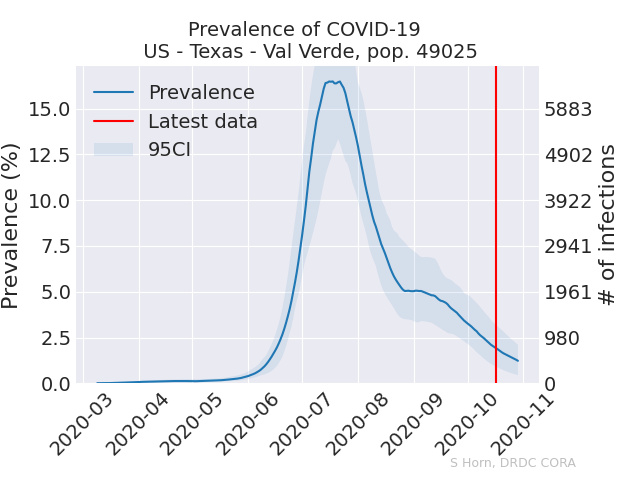 Prevalence of COVID-19
US - Texas - Val Verde, pop. 49025
Prevalence
Latest data
95CI
Prevalence (%)
15.0
12.5
10.0
7.5
5.0
2.5
0.0
5883
4902
3922
2941
1961
980
0
# of infections
2020-03
2020-04
2020-05
2020-06
2020-07
2020-08
2020-09
2020-10
2020-11
S Horn, DRDC CORA